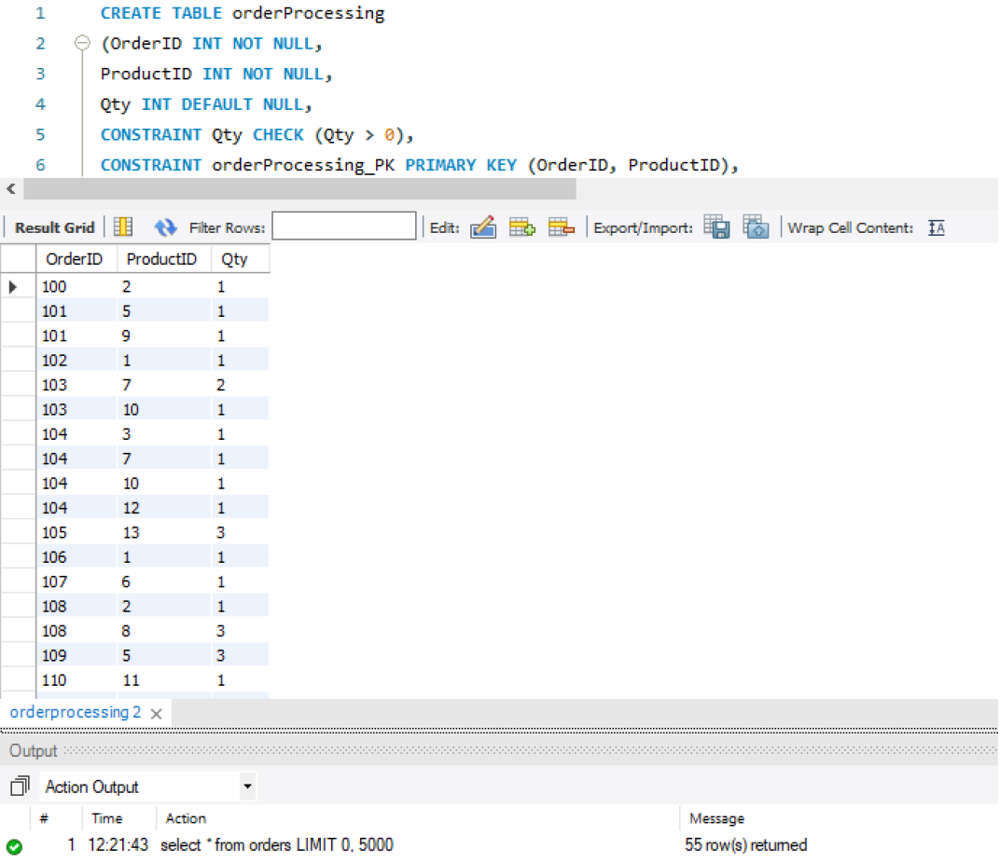 1 CREATE TABLE orderProcessing
2 (OrderID INT NOT NULL,
3 ProductID INT NOT NULL,
4 Qty INT DEFAULT NULL,
5 CONSTRAINT Qty CHECK (Qty > 0),
6 CONSTRAINT orderProcessing_PK PRIMARY KEY (OrderID, ProductID),
Result Grid Filter Rows: Edit: Export/Import: Wrap Cell Content: IA
OrderID ProductID Qty
100 2 1
101 5 1
101 9 1
102 1 1
103 7 2
103 10 1
104 3 1
104 7 1
104 10 1
104 12 1
105 13 3
106 1 1
107 6 1
108 2 1
108 8 3
109 5 3
110 11 1
orderprocessing 2 ×
Output
Action Output
# Time Action Message
1 12:21:43 select * from orders LIMIT 0, 5000 55 row(s) returned